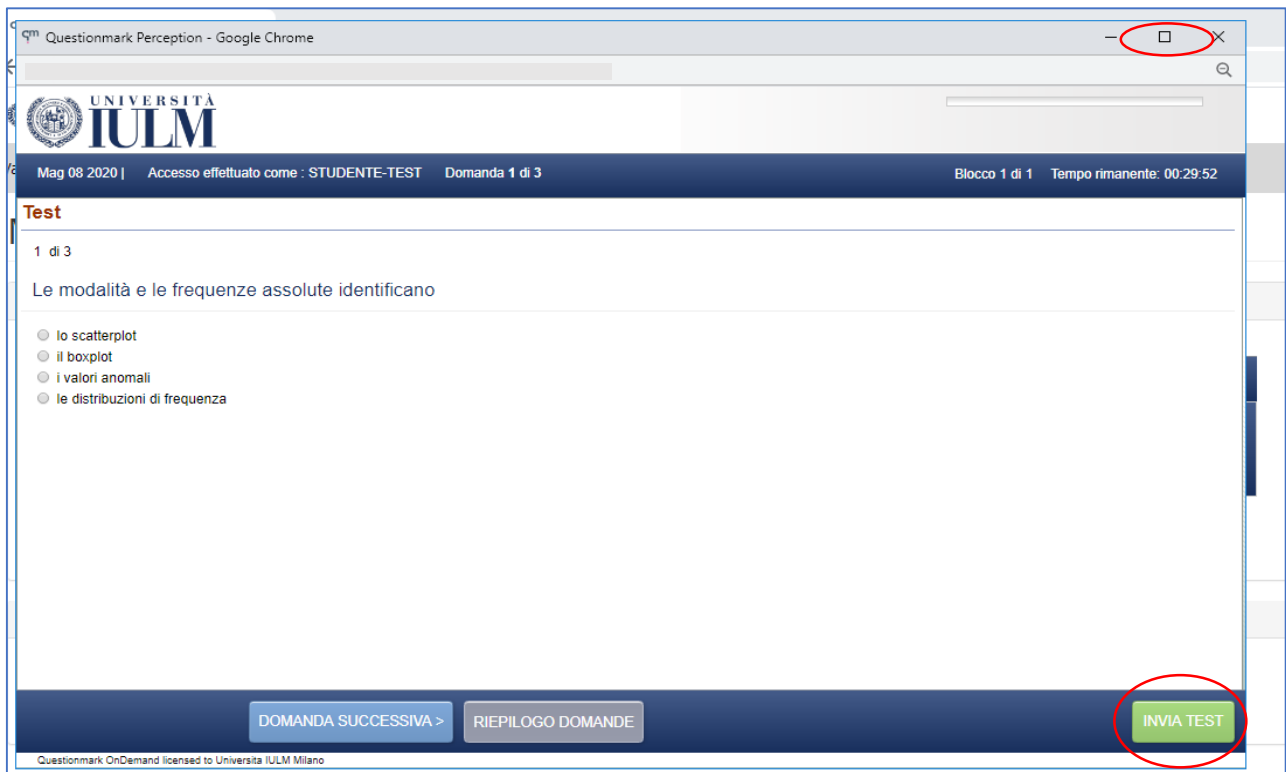 Questionmark Perception - Google Chrome
UNIVERSITÀ
IULM
Mag 08 2020 | Accesso effettuato come : STUDENTE-TEST Domanda 1 di 3 Blocco 1 di 1 Tempo rimanente: 00:29:52
Test
1 di 3
Le modalità e le frequenze assolute identificano
lo scatterplot
il boxplot
i valori anomali
le distribuzioni di frequenza
DOMANDA SUCCESSIVA > RIEPILOGO DOMANDE INVIA TEST
Questionmark OnDemand licensed to Universita IULM Milano